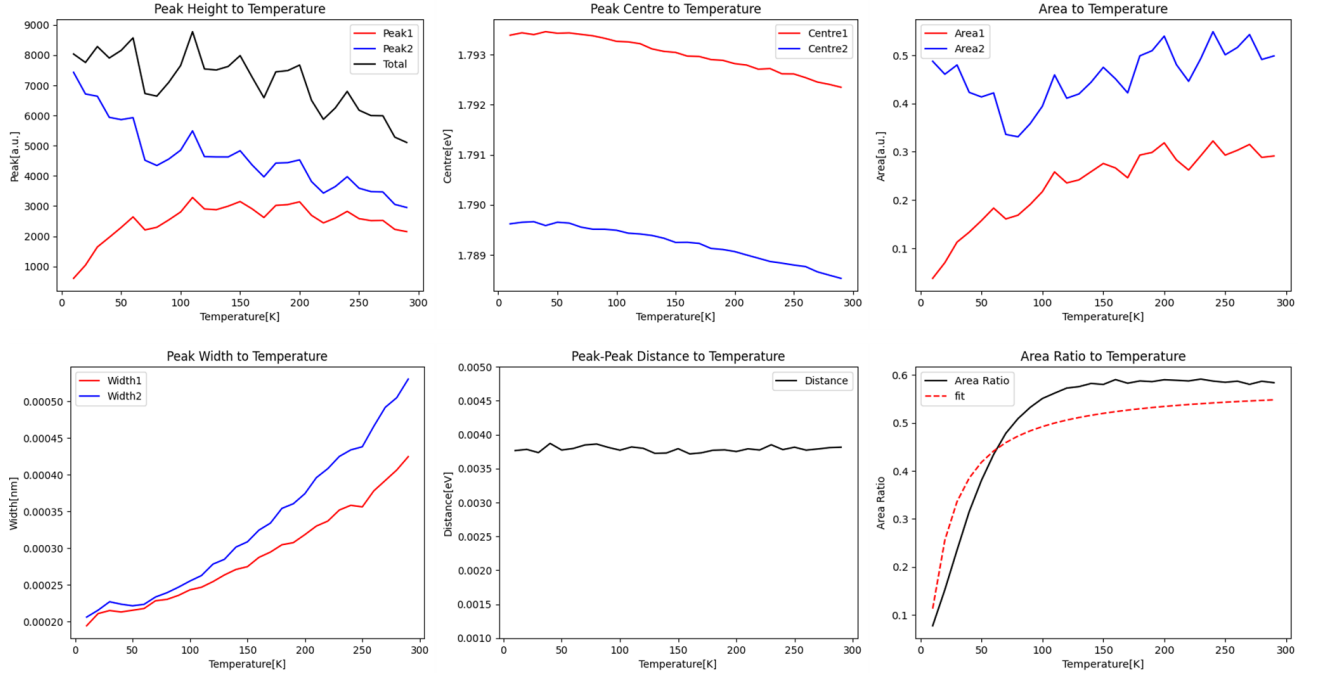 Peak Height to Temperature
9000
8000
7000
6000
5000
4000
3000
2000
1000
Peak[a.u.]
Peak1
Peak2
Total
0 50 100 150 200 250 300
Temperature[K]
Peak Centre to Temperature
1.793
1.792
1.791
1.790
1.789
Centre[eV]
Centre1
Centre2
0 50 100 150 200 250 300
Temperature[K]
Area to Temperature
0.5
0.4
0.3
0.2
0.1
Area[a.u.]
Area1
Area2
0 50 100 150 200 250 300
Temperature[K]
Peak Width to Temperature
0.00050
0.00045
0.00040
0.00035
0.00030
0.00025
0.00020
Width[nm]
Width1
Width2
0 50 100 150 200 250 300
Temperature[K]
Peak-Peak Distance to Temperature
0.0050
0.0045
0.0040
0.0035
0.0030
0.0025
0.0020
0.0015
0.0010
Distance[eV]
Distance
0 50 100 150 200 250 300
Temperature[K]
Area Ratio to Temperature
0.6
0.5
0.4
0.3
0.2
0.1
Area Ratio
Area Ratio
fit
0 50 100 150 200 250 300
Temperature[K]